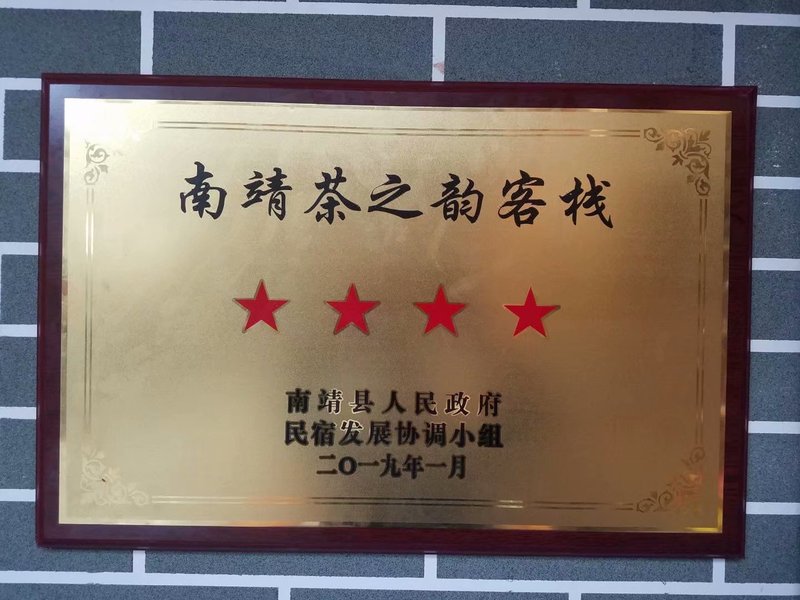 南靖茶之韵客栈
南靖县人民政府
民宿发展协调小组
二〇一九年一月